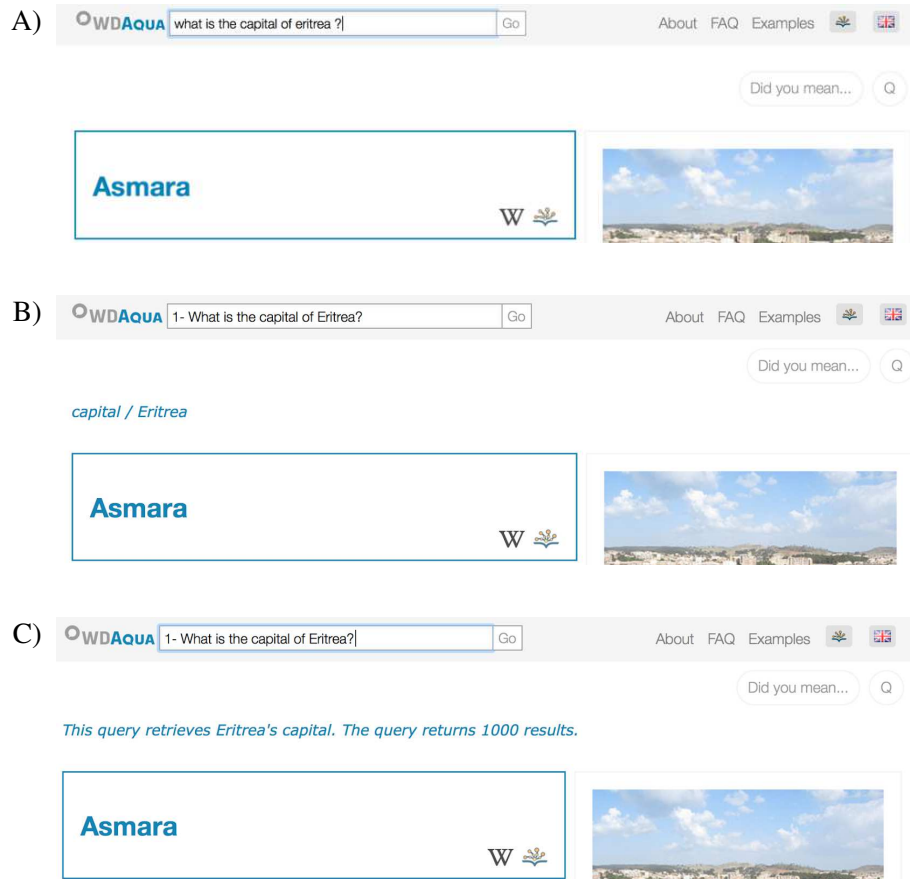 A) WDAQUA what is the capital of eritrea ? Go About FAQ Examples
Did you mean... Q
Asmara
W
B) WDAQUA 1- What is the capital of Eritrea? Go About FAQ Examples
Did you mean... Q
capital / Eritrea
Asmara
W
C) WDAQUA 1- What is the capital of Eritrea? Go About FAQ Examples
Did you mean... Q
This query retrieves Eritrea's capital. The query returns 1000 results.
Asmara
W